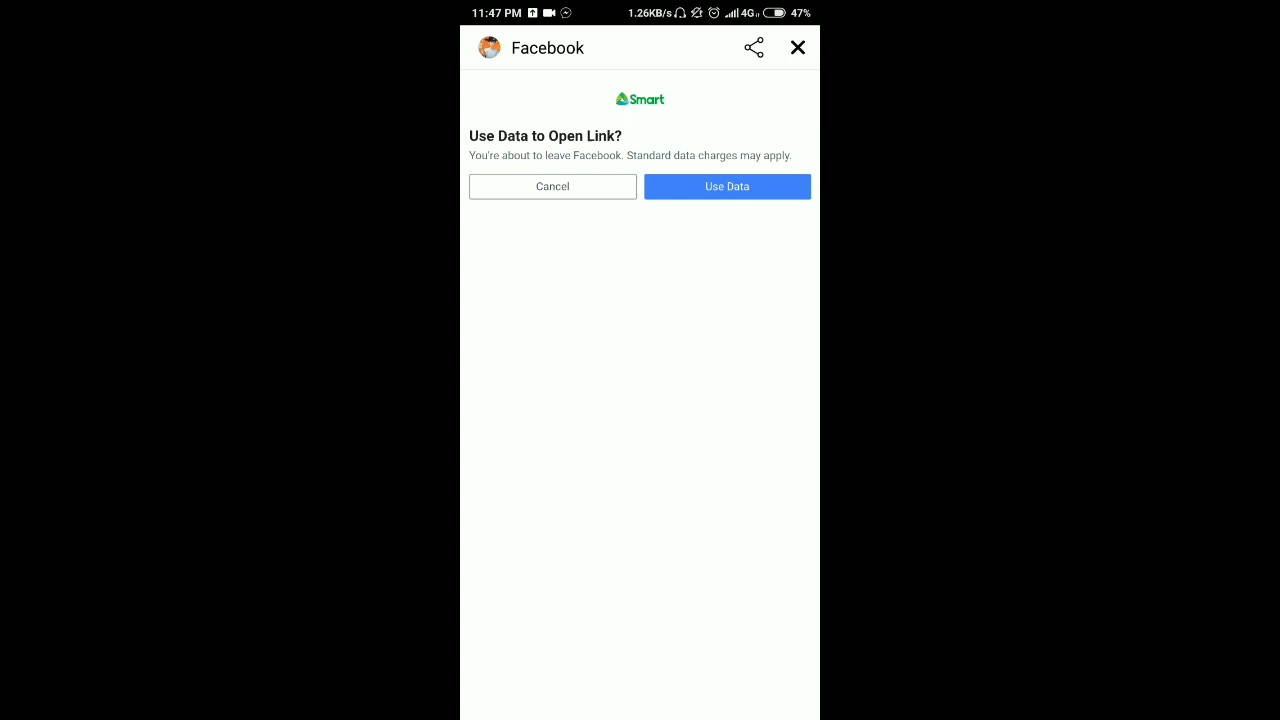 11:47 PM 1.26KB/s 4G 47%
Facebook
Smart
Use Data to Open Link?
You're about to leave Facebook. Standard data charges may apply.
Cancel Use Data